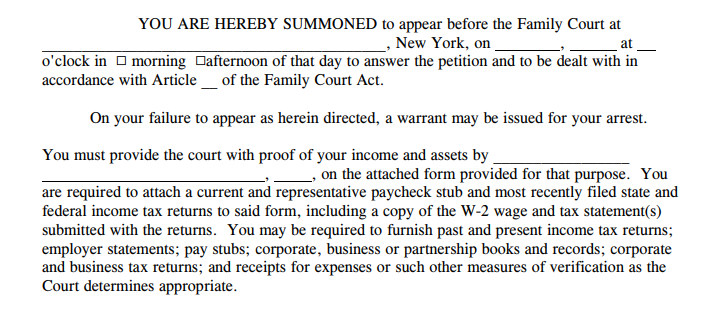 YOU ARE HEREBY SUMMONED to appear before the Family Court at
____________________________________________, New York, on ________, ______ at __
o'clock in □ morning □afternoon of that day to answer the petition and to be dealt with in
accordance with Article __ of the Family Court Act.
On your failure to appear as herein directed, a warrant may be issued for your arrest.
You must provide the court with proof of your income and assets by _________________
____________________________, _____, on the attached form provided for that purpose. You
are required to attach a current and representative paycheck stub and most recently filed state and
federal income tax returns to said form, including a copy of the W-2 wage and tax statement(s)
submitted with the returns. You may be required to furnish past and present income tax returns;
employer statements; pay stubs; corporate, business or partnership books and records; corporate
and business tax returns; and receipts for expenses or such other measures of verification as the
Court determines appropriate.